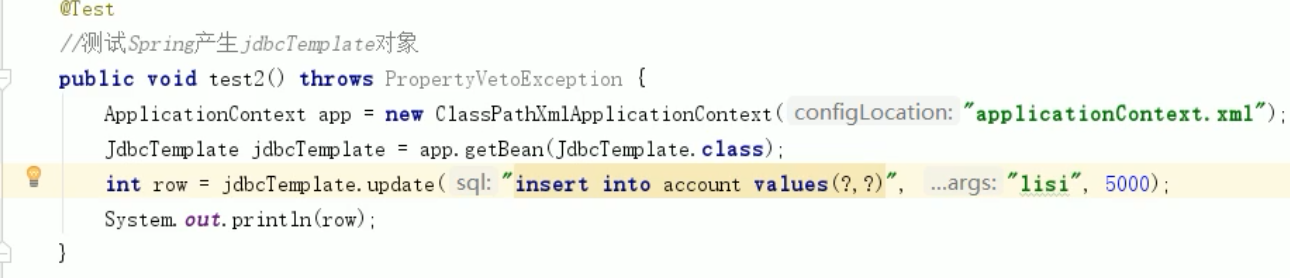 @Test
//测试Spring产生jdbcTemplate对象
public void test2() throws PropertyVetoException {
ApplicationContext app = new ClassPathXmlApplicationContext( configLocation: "applicationContext.xml");
JdbcTemplate jdbcTemplate = app.getBean(JdbcTemplate.class);
int row = jdbcTemplate.update( sql: "insert into account values(?,?)", ...args: "lisi", 5000);
System.out.println(row);
}